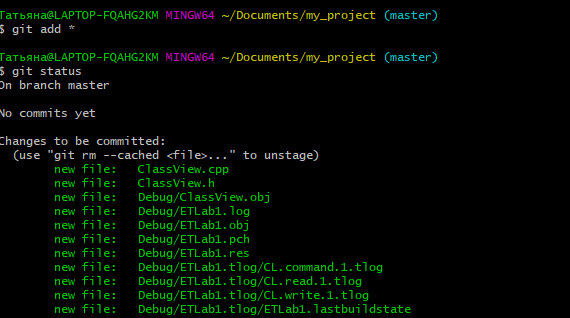 Татьяна@LAPTOP-FQAHG2KM MINGW64 ~/Documents/my_project (master)
$ git add *
Татьяна@LAPTOP-FQAHG2KM MINGW64 ~/Documents/my_project (master)
$ git status
On branch master
No commits yet
Changes to be committed:
(use "git rm --cached <file>..." to unstage)
new file: ClassView.cpp
new file: ClassView.h
new file: Debug/ClassView.obj
new file: Debug/ETLab1.log
new file: Debug/ETLab1.obj
new file: Debug/ETLab1.pch
new file: Debug/ETLab1.res
new file: Debug/ETLab1.tlog/CL.command.1.tlog
new file: Debug/ETLab1.tlog/CL.read.1.tlog
new file: Debug/ETLab1.tlog/CL.write.1.tlog
new file: Debug/ETLab1.tlog/ETLab1.lastbuildstate